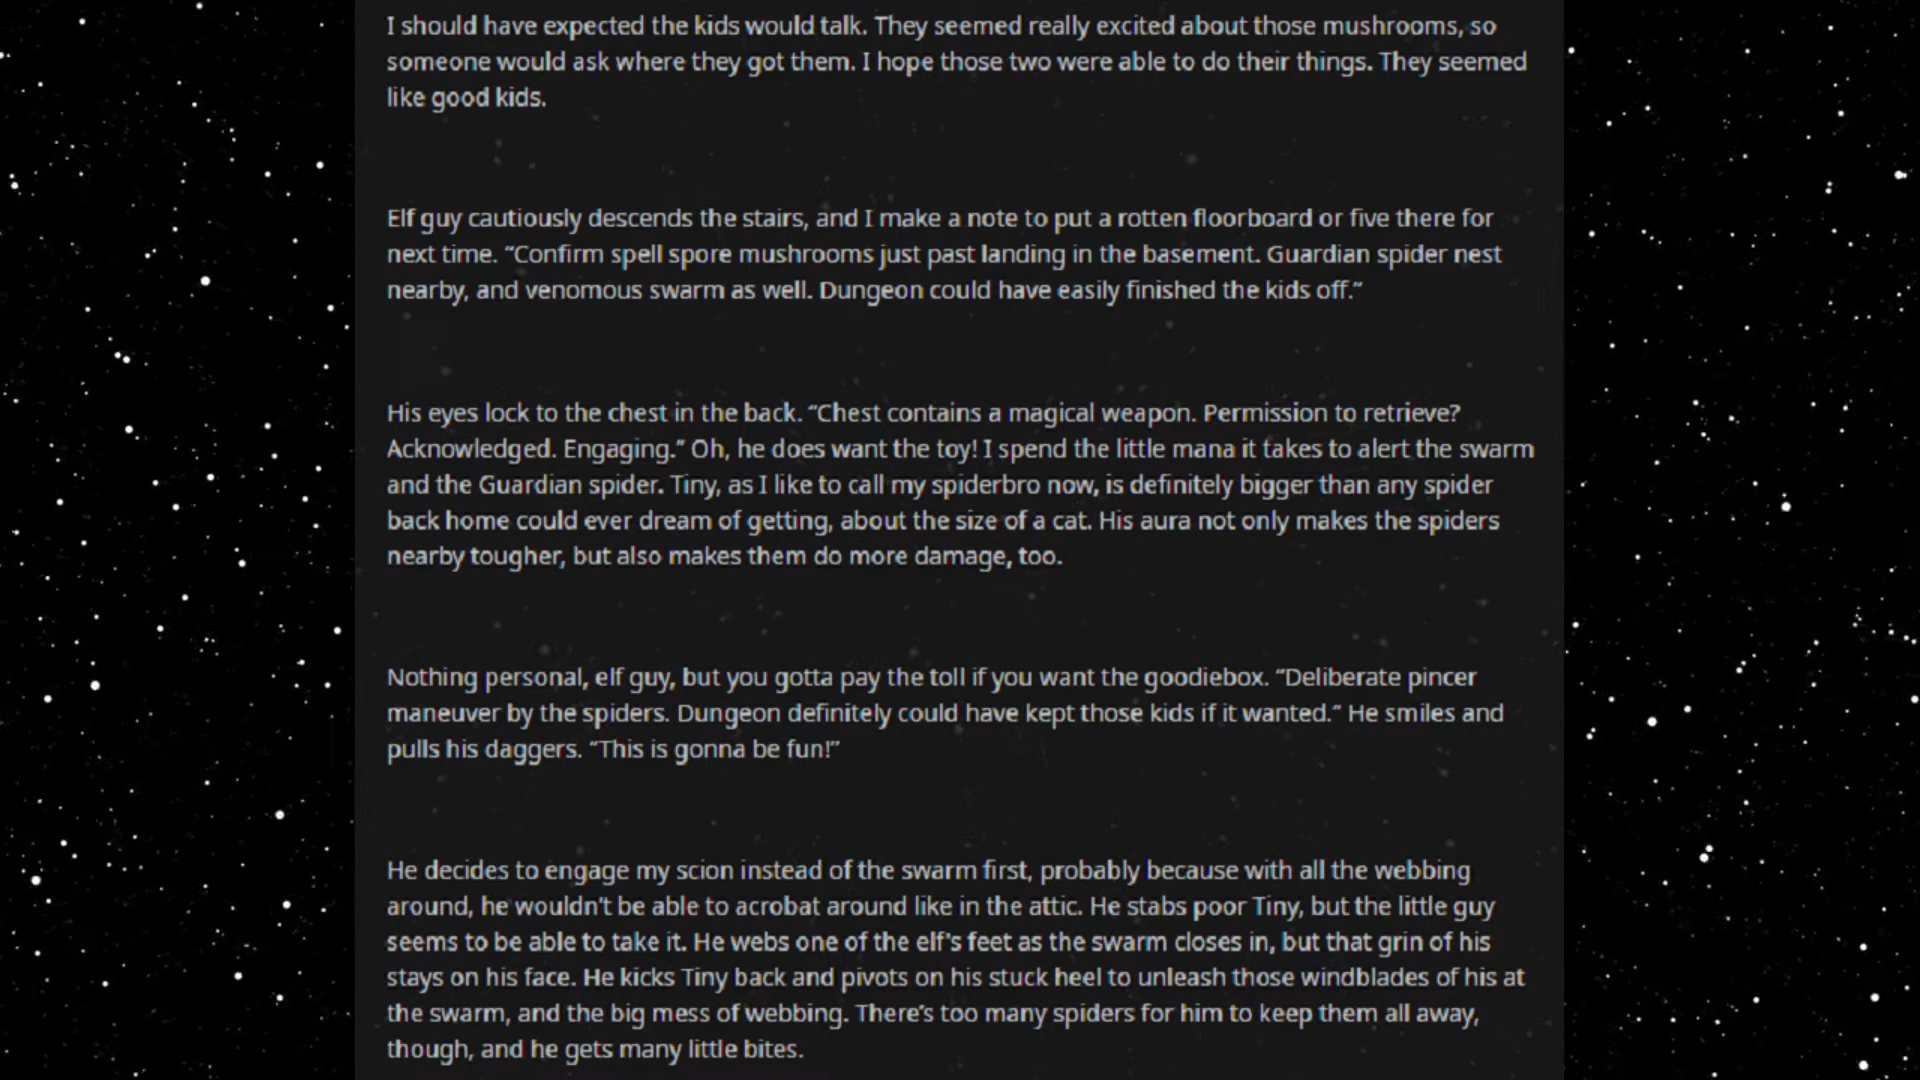 I should have expected the kids would talk. They seemed really excited about those mushrooms, so
someone would ask where they got them. I hope those two were able to do their things. They seemed
like good kids.
Elf guy cautiously descends the stairs, and I make a note to put a rotten floorboard or five there for
next time. “Confirm spell spore mushrooms just past landing in the basement. Guardian spider nest
nearby, and venomous swarm as well. Dungeon could have easily finished the kids off.”
His eyes lock to the chest in the back. “Chest contains a magical weapon. Permission to retrieve?
Acknowledged. Engaging.” Oh, he does want the toy! I spend the little mana it takes to alert the swarm
and the Guardian spider. Tiny, as I like to call my spiderbro now, is definitely bigger than any spider
back home could ever dream of getting, about the size of a cat. His aura not only makes the spiders
nearby tougher, but also makes them do more damage, too.
Nothing personal, elf guy, but you gotta pay the toll if you want the goodiebox. “Deliberate pincer
maneuver by the spiders. Dungeon definitely could have kept those kids if it wanted.” He smiles and
pulls his daggers. “This is gonna be fun!”
He decides to engage my scion instead of the swarm first, probably because with all the webbing
around, he wouldn't be able to acrobat around like in the attic. He stabs poor Tiny, but the little guy
seems to be able to take it. He webs one of the elf's feet as the swarm closes in, but that grin of his
stays on his face. He kicks Tiny back and pivots on his stuck heel to unleash those windblades of his at
the swarm, and the big mess of webbing. There's too many spiders for him to keep them all away,
though, and he gets many little bites.